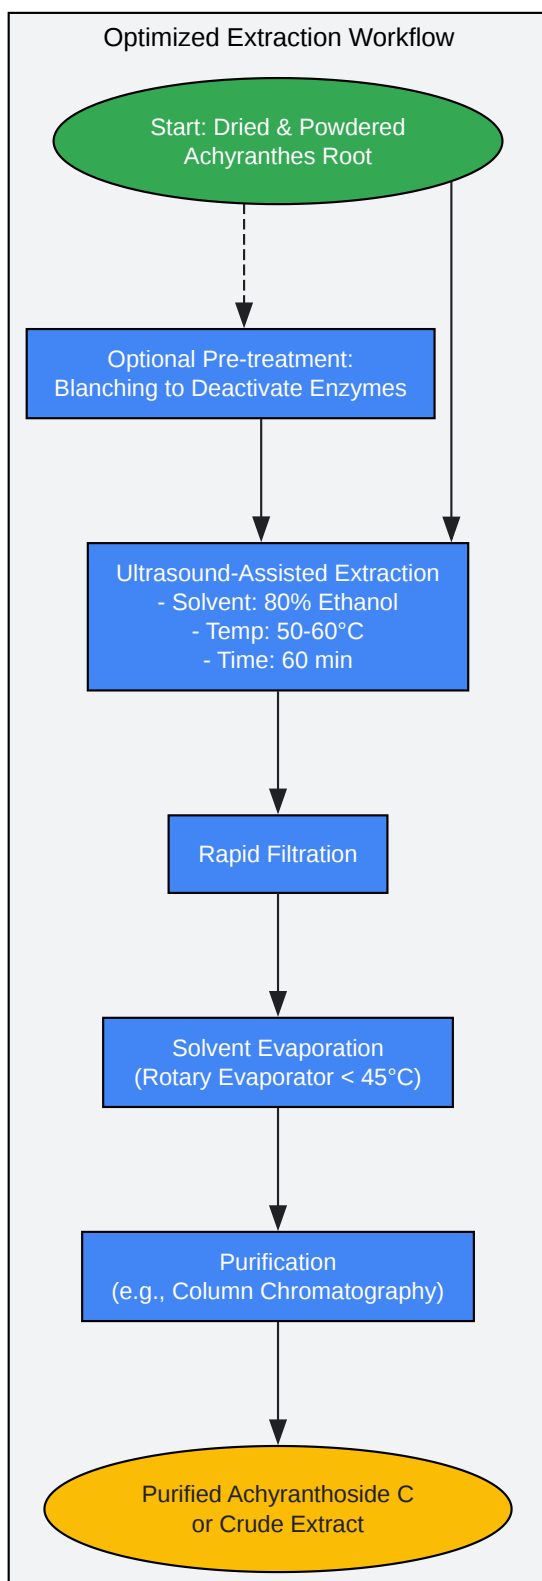 Optimized Extraction Workflow
Start: Dried & Powdered
Achyranthes Root
Optional Pre-treatment:
Blanching to Deactivate Enzymes
Ultrasound-Assisted Extraction
- Solvent: 80% Ethanol
- Temp: 50-60°C
- Time: 60 min
Rapid Filtration
Solvent Evaporation
(Rotary Evaporator < 45°C)
Purification
(e.g., Column Chromatography)
Purified Achyranthoside C
or Crude Extract